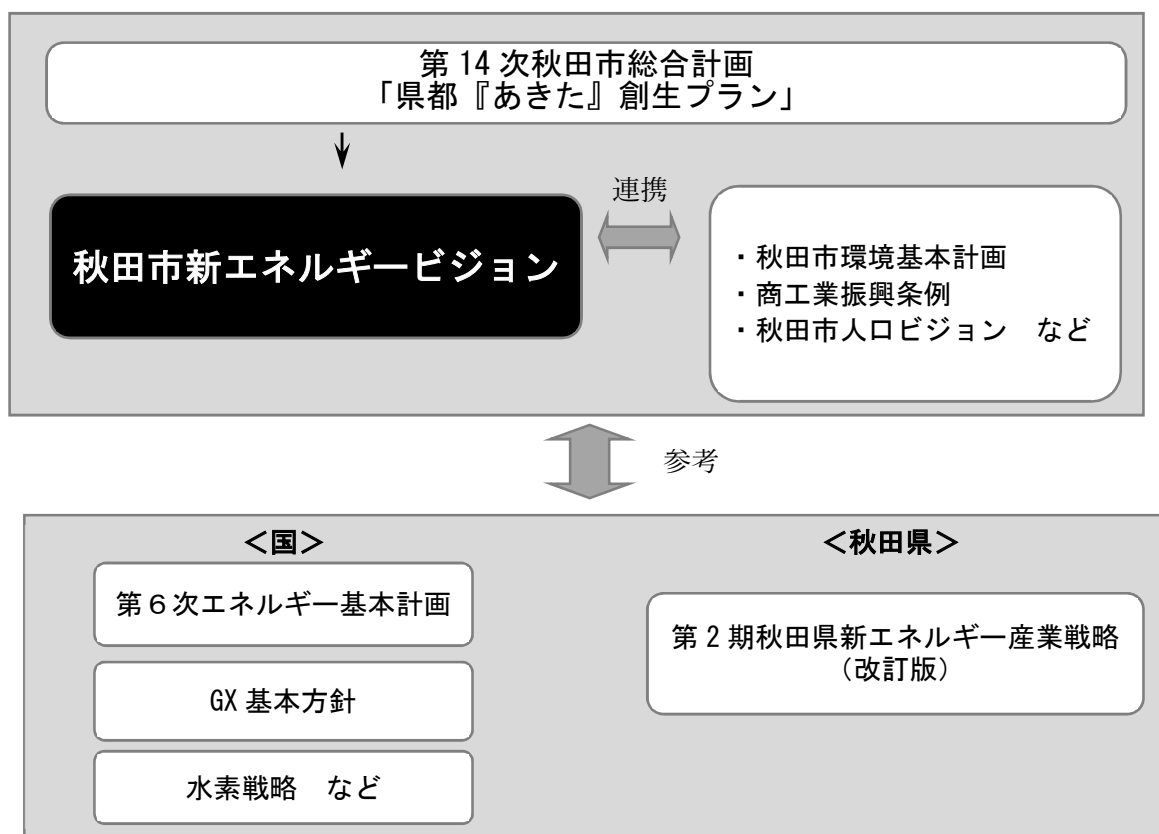 第14次秋田市総合計画
「県都『あきた』創生プラン」
連携
秋田市新エネルギービジョン
・秋田市環境基本計画
・商工業振興条例
・秋田市人口ビジョン　など
参考
＜国＞
第６次エネルギー基本計画
GX基本方針
水素戦略　など
＜秋田県＞
第2期秋田県新エネルギー産業戦略
（改訂版）